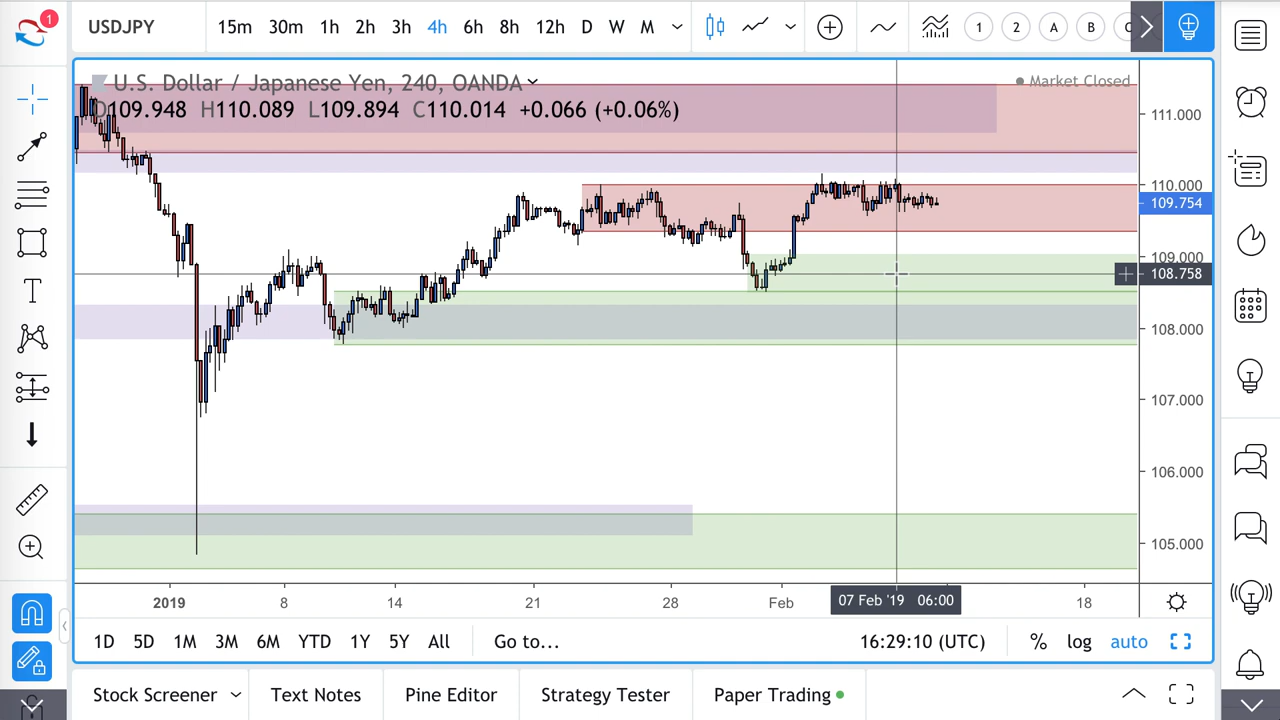 1
USDJPY 15m 30m 1h 2h 3h 4h 6h 8h 12h D W M 1 2 A B C
U.S. Dollar / Japanese Yen, 240, OANDA
Market Closed
O109.948 H110.089 L109.894 C110.014 +0.066 (+0.06%)
111.000
110.000
109.754
109.000
108.758
108.000
107.000
106.000
105.000
T
2019 8 14 21 28 Feb 07 Feb '19 06:00 18
1D 5D 1M 3M 6M YTD 1Y 5Y All Go to... 16:29:10 (UTC) % log auto
Stock Screener Text Notes Pine Editor Strategy Tester Paper Trading